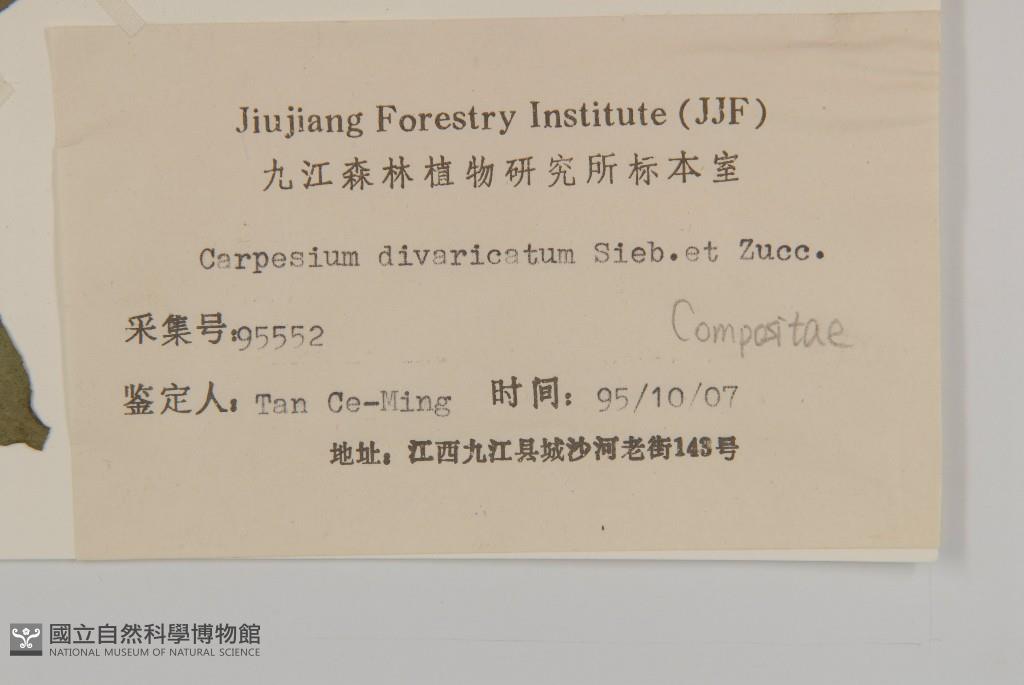 Jiujiang Forestry Institute (JJF)
九江森林植物研究所标本室
Carpesium divaricatum Sieb.et Zucc.
采集号:95552
Compositae
鉴定人: Tan Ce-Ming 时间: 95/10/07
地址: 江西九江县城沙河老街143号
國立自然科學博物館
NATIONAL MUSEUM OF NATURAL SCIENCE